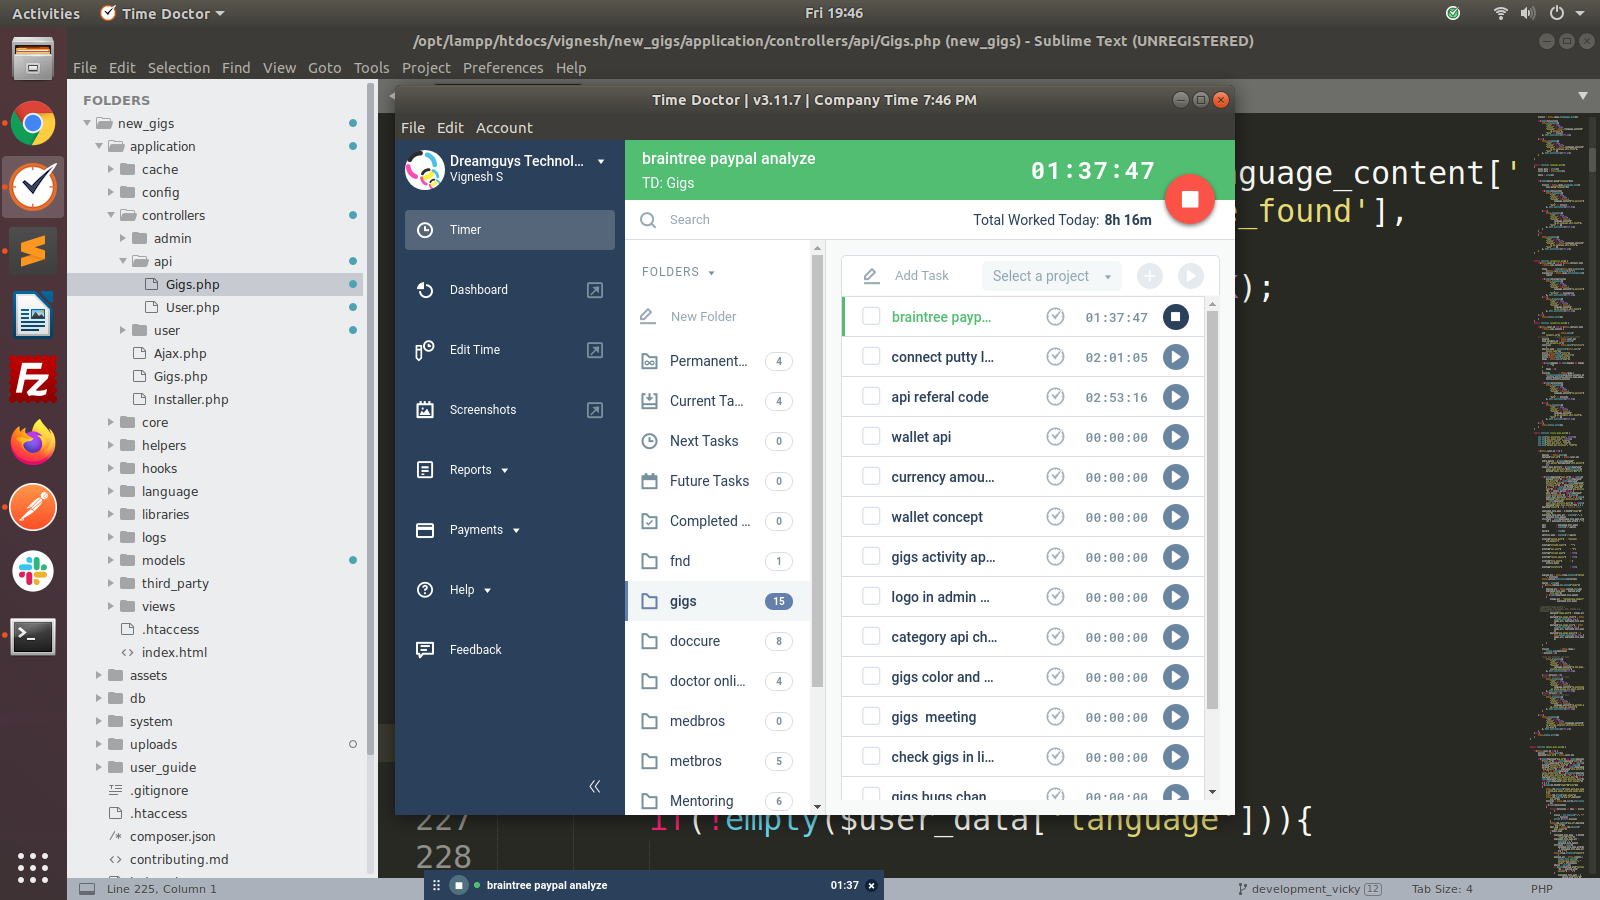 Activities
Time Doctor
Fri 19:46
/opt/lampp/htdocs/vignesh/new_gigs/application/controllers/api/Gigs.php (new_gigs) - Sublime Text (UNREGISTERED)
File Edit Selection Find View Goto Tools Project Preferences Help
FOLDERS
new_gigs
application
cache
config
controllers
admin
api
Gigs.php
User.php
user
Ajax.php
Gigs.php
Installer.php
core
helpers
hooks
language
libraries
logs
models
third_party
views
.htaccess
index.html
assets
db
system
uploads
user_guide
.gitignore
.htaccess
composer.json
contributing.md
Line 225, Column 1
Time Doctor | v3.11.7 | Company Time 7:46 PM
File Edit Account
Dreamguys Technol...
Vignesh S
Timer
Dashboard
Edit Time
Screenshots
Reports
Payments
Help
Feedback
braintree paypal analyze
TD: Gigs
01:37:47
Search
Total Worked Today: 8h 16m
FOLDERS
New Folder
Permanent... 4
Current Ta... 4
Next Tasks 0
Future Tasks 0
Completed ... 0
fnd 1
gigs 15
doccure 8
doctor onli... 4
medbros 0
metbros 5
Mentoring 6
Add Task
Select a project
braintree payp... 01:37:47
connect putty l... 02:01:05
api referal code 02:53:16
wallet api 00:00:00
currency amou... 00:00:00
wallet concept 00:00:00
gigs activity ap... 00:00:00
logo in admin ... 00:00:00
category api ch... 00:00:00
gigs color and ... 00:00:00
gigs meeting 00:00:00
check gigs in li... 00:00:00
gigs bugs chan 00:00:00
guage_content['
_found'],
);
227 if(!empty($user_data['language'])){
228
braintree paypal analyze 01:37
development_vicky 12
Tab Size: 4
PHP